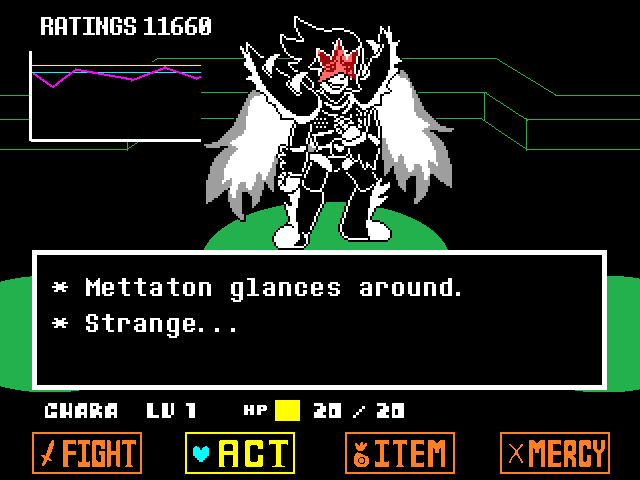 RATINGS 11660
* Mettaton glances around.
* Strange...
CHARA LV 1 HP 20 / 20
FIGHT ACT ITEM MERCY